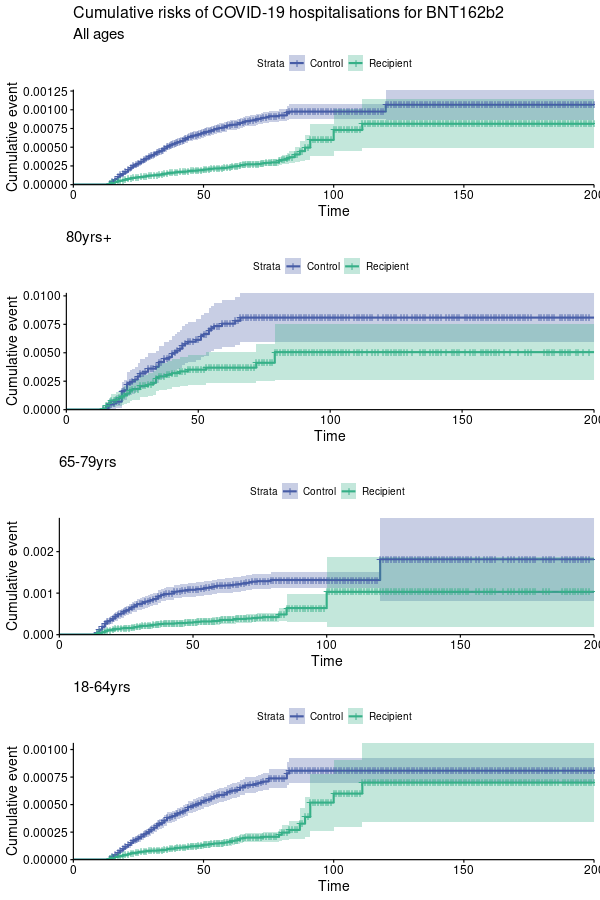 Cumulative risks of COVID-19 hospitalisations for BNT162b2
All ages
Strata Control Recipient
Cumulative event
0.00125
0.00100
0.00075
0.00050
0.00025
0.00000
0 50 100 150 200
Time
80yrs+
Strata Control Recipient
Cumulative event
0.0100
0.0075
0.0050
0.0025
0.0000
0 50 100 150 200
Time
65-79yrs
Strata Control Recipient
Cumulative event
0.002
0.001
0.000
0 50 100 150 200
Time
18-64yrs
Strata Control Recipient
Cumulative event
0.00100
0.00075
0.00050
0.00025
0.00000
0 50 100 150 200
Time